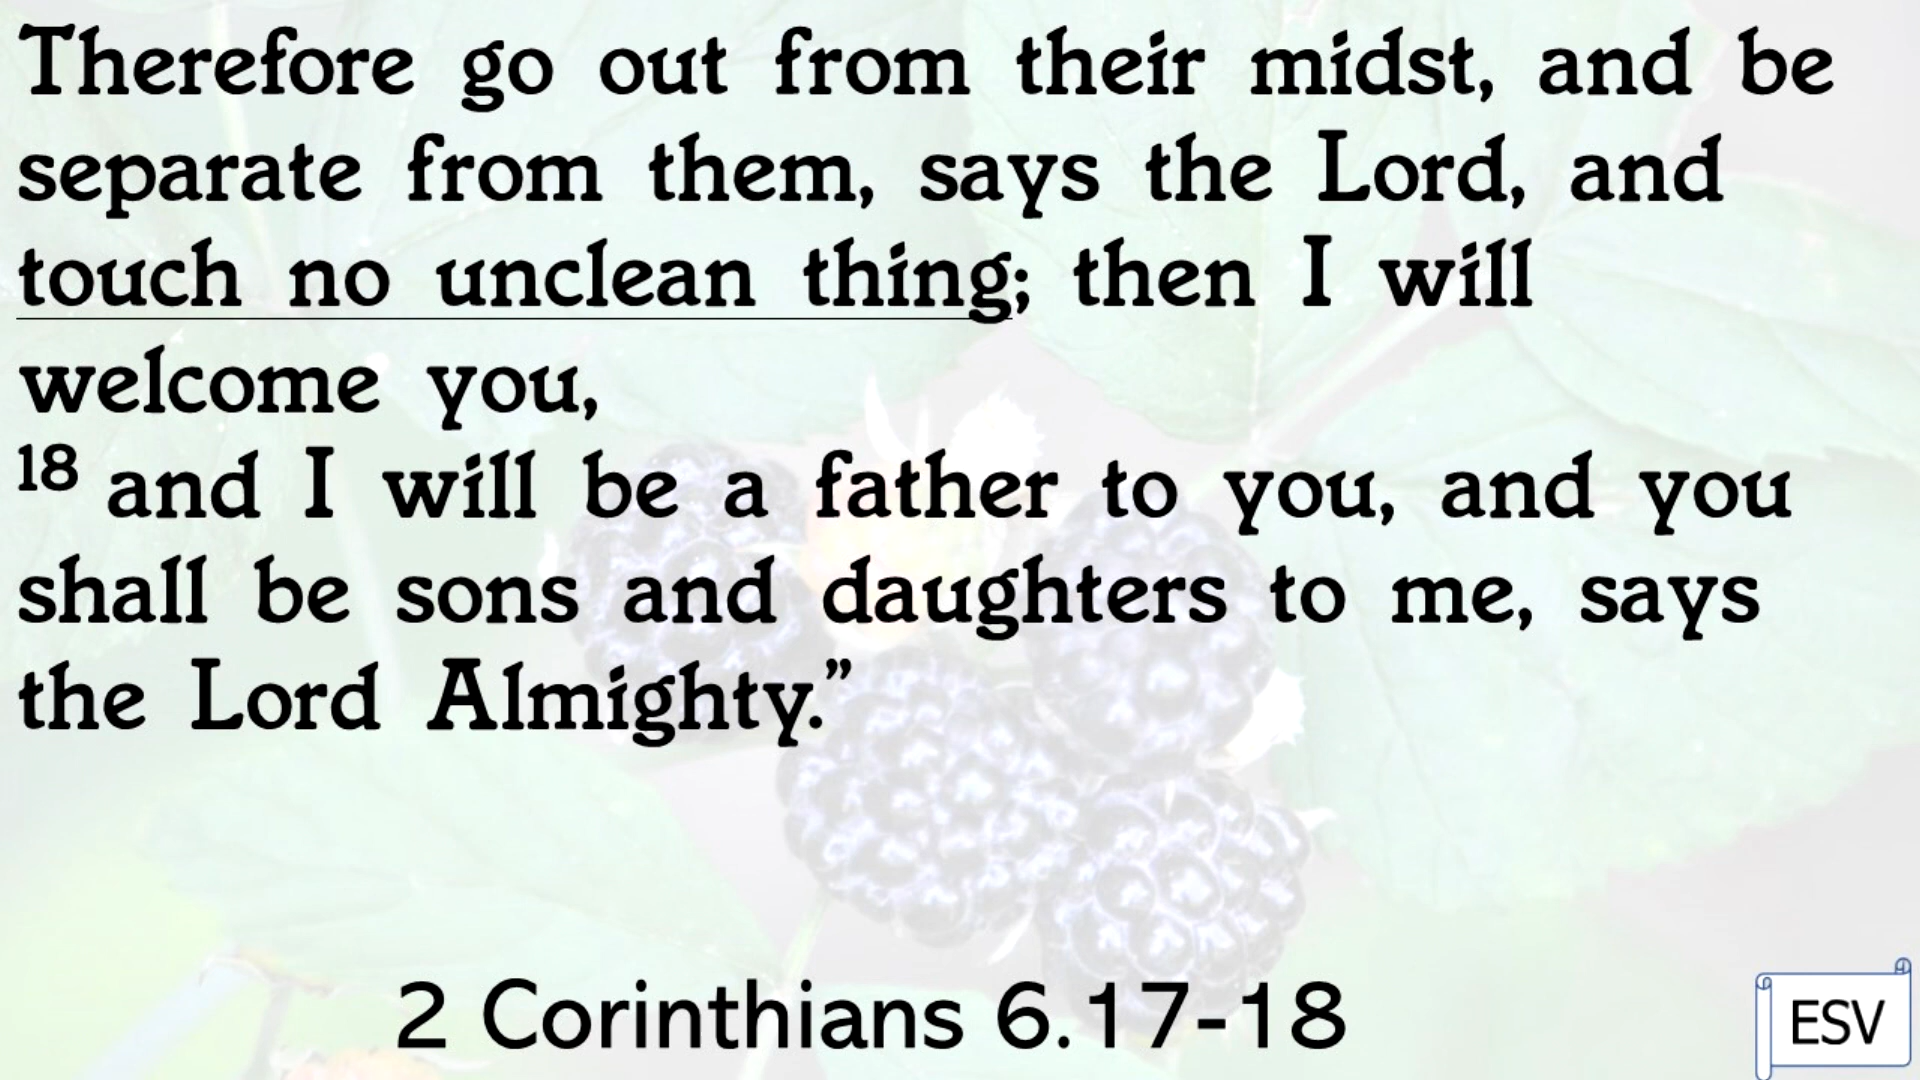 Therefore go out from their midst, and be
separate from them, says the Lord, and
touch no unclean thing; then I will
welcome you,
18 and I will be a father to you, and you
shall be sons and daughters to me, says
the Lord Almighty.”
2 Corinthians 6.17-18
ESV